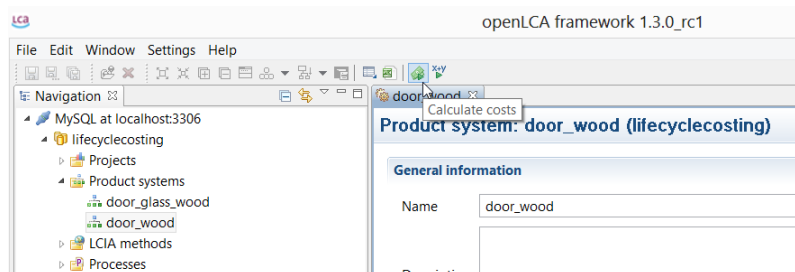 LCA
openLCA framework 1.3.0_rc1
File Edit Window Settings Help
x+y
Navigation
door_wood
Calculate costs
MySQL at localhost:3306
Product system: door_wood (lifecyclecosting)
lifecyclecosting
Projects
General information
Product systems
door_glass_wood
Name door_wood
door_wood
LCIA methods
Processes